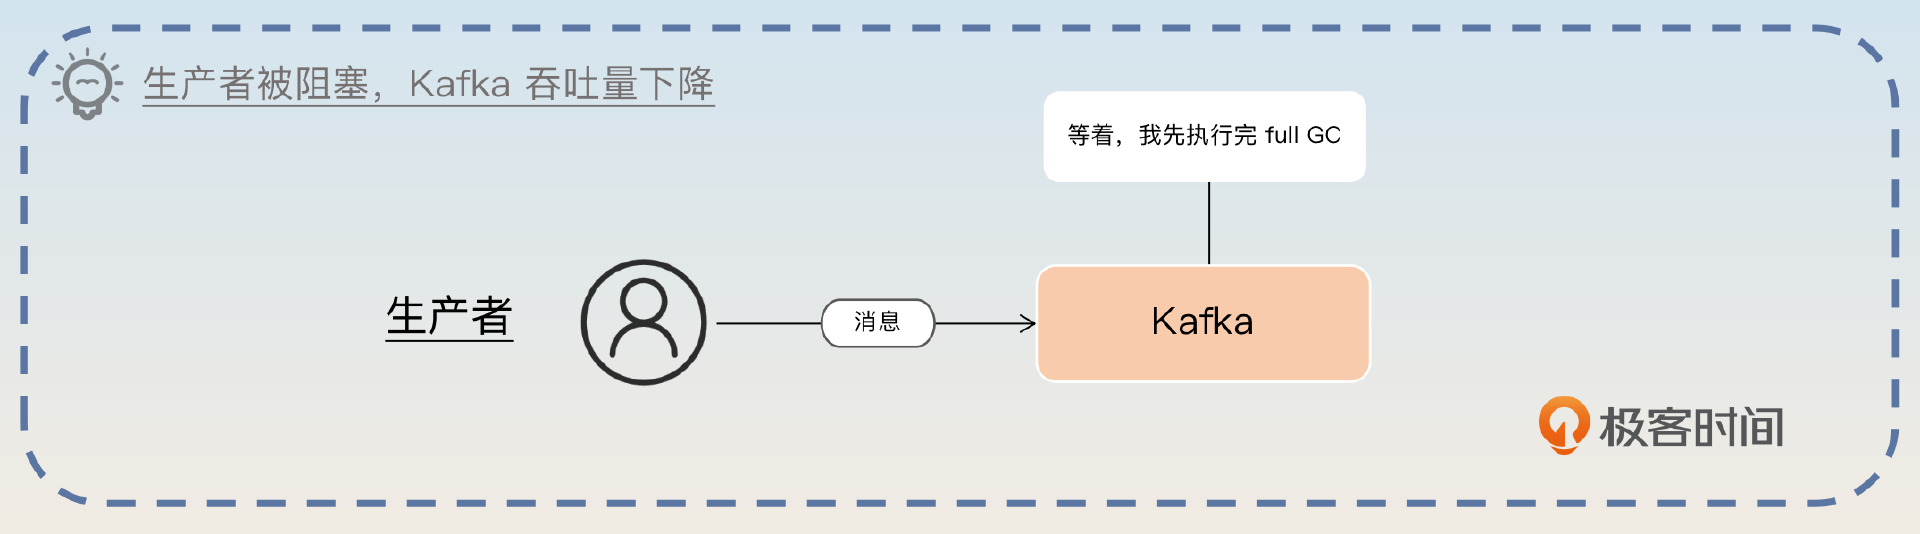 生产者被阻塞，Kafka 吞吐量下降
等着，我先执行完 full GC
生产者
消息
Kafka
极客时间